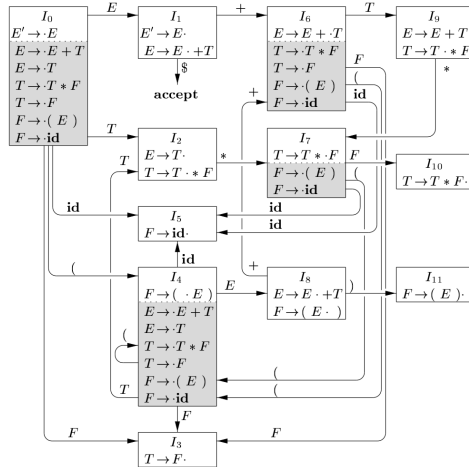 I0 E I1 + I6 T I9
E′ → ·E
E′ → E·
E → E · + T
E → E + · T
E → E + T
T → T · * F
E → · E + T
E → · T
T → · T * F
T → · F
F → · ( E )
F → · id
$
accept
T → · T * F
T → · F
F → · ( E )
F → · id
F
(
id
*
+
T I2
E → T ·
T → T · * F
T
*
I7
T → T * · F
F → · ( E )
F → · id
F
(
I10
T → T * F ·
id
I5
F → id ·
id
id
id
(
I4
F → ( · E )
E → · E + T
E → · T
T → · T * F
T → · F
F → · ( E )
F → · id
(
T
E
+
I8
E → E · + T
F → ( E · )
)
I11
F → ( E ) ·
(
(
F
F
I3
T → F ·
F